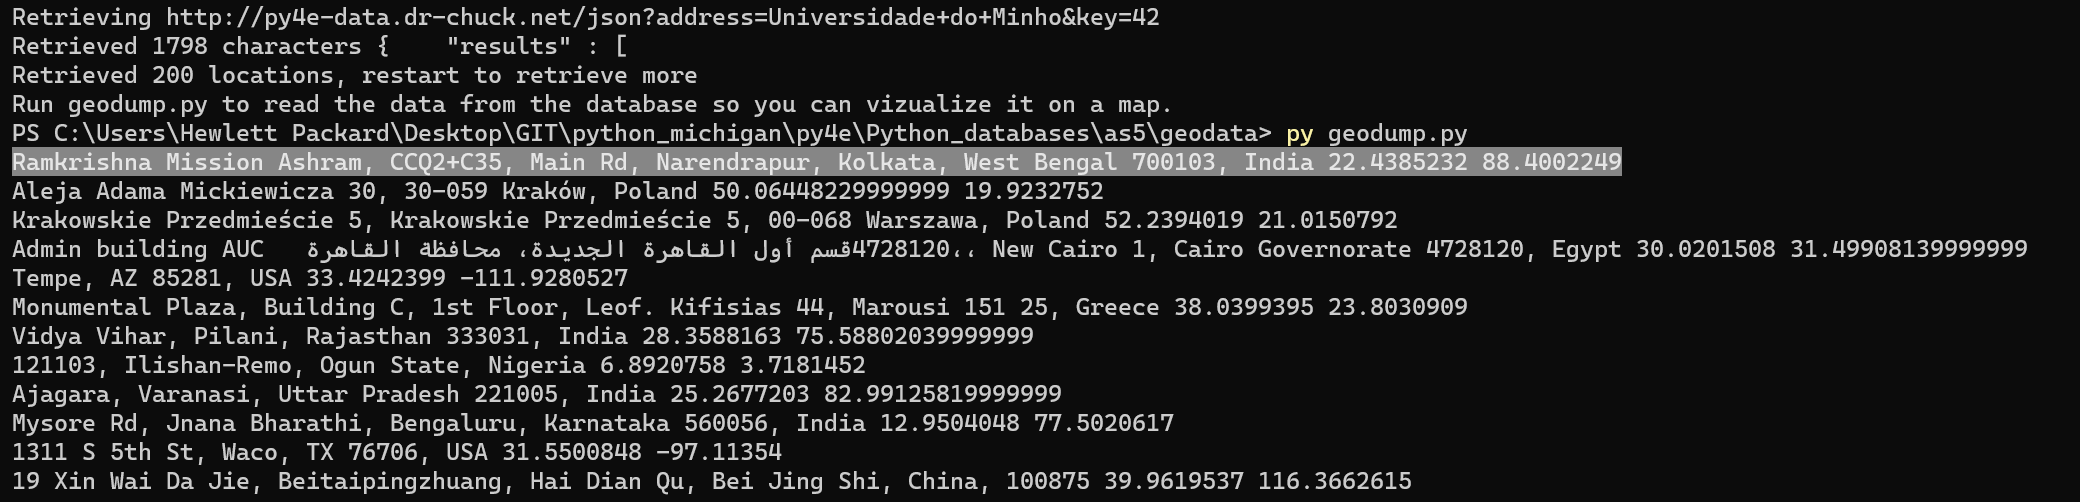 Retrieving http://py4e-data.dr-chuck.net/json?address=Universidade+do+Minho&key=42
Retrieved 1798 characters {    "results" : [
Retrieved 200 locations, restart to retrieve more
Run geodump.py to read the data from the database so you can vizualize it on a map.
PS C:\Users\Hewlett Packard\Desktop\GIT\python_michigan\py4e\Python_databases\as5\geodata> py geodump.py
Ramkrishna Mission Ashram, CCQ2+C35, Main Rd, Narendrapur, Kolkata, West Bengal 700103, India 22.4385232 88.4002249
Aleja Adama Mickiewicza 30, 30-059 Kraków, Poland 50.06448229999999 19.9232752
Krakowskie Przedmieście 5, Krakowskie Przedmieście 5, 00-068 Warszawa, Poland 52.2394019 21.0150792
Admin building AUC   قسم أول القاهرة الجديدة، محافظة القاهرة‬ 4728120،، New Cairo 1, Cairo Governorate 4728120, Egypt 30.0201508 31.49908139999999
Tempe, AZ 85281, USA 33.4242399 -111.9280527
Monumental Plaza, Building C, 1st Floor, Leof. Kifisias 44, Marousi 151 25, Greece 38.0399395 23.8030909
Vidya Vihar, Pilani, Rajasthan 333031, India 28.3588163 75.58802039999999
121103, Ilishan-Remo, Ogun State, Nigeria 6.8920758 3.7181452
Ajagara, Varanasi, Uttar Pradesh 221005, India 25.2677203 82.99125819999999
Mysore Rd, Jnana Bharathi, Bengaluru, Karnataka 560056, India 12.9504048 77.5020617
1311 S 5th St, Waco, TX 76706, USA 31.5500848 -97.11354
19 Xin Wai Da Jie, Beitaipingzhuang, Hai Dian Qu, Bei Jing Shi, China, 100875 39.9619537 116.3662615